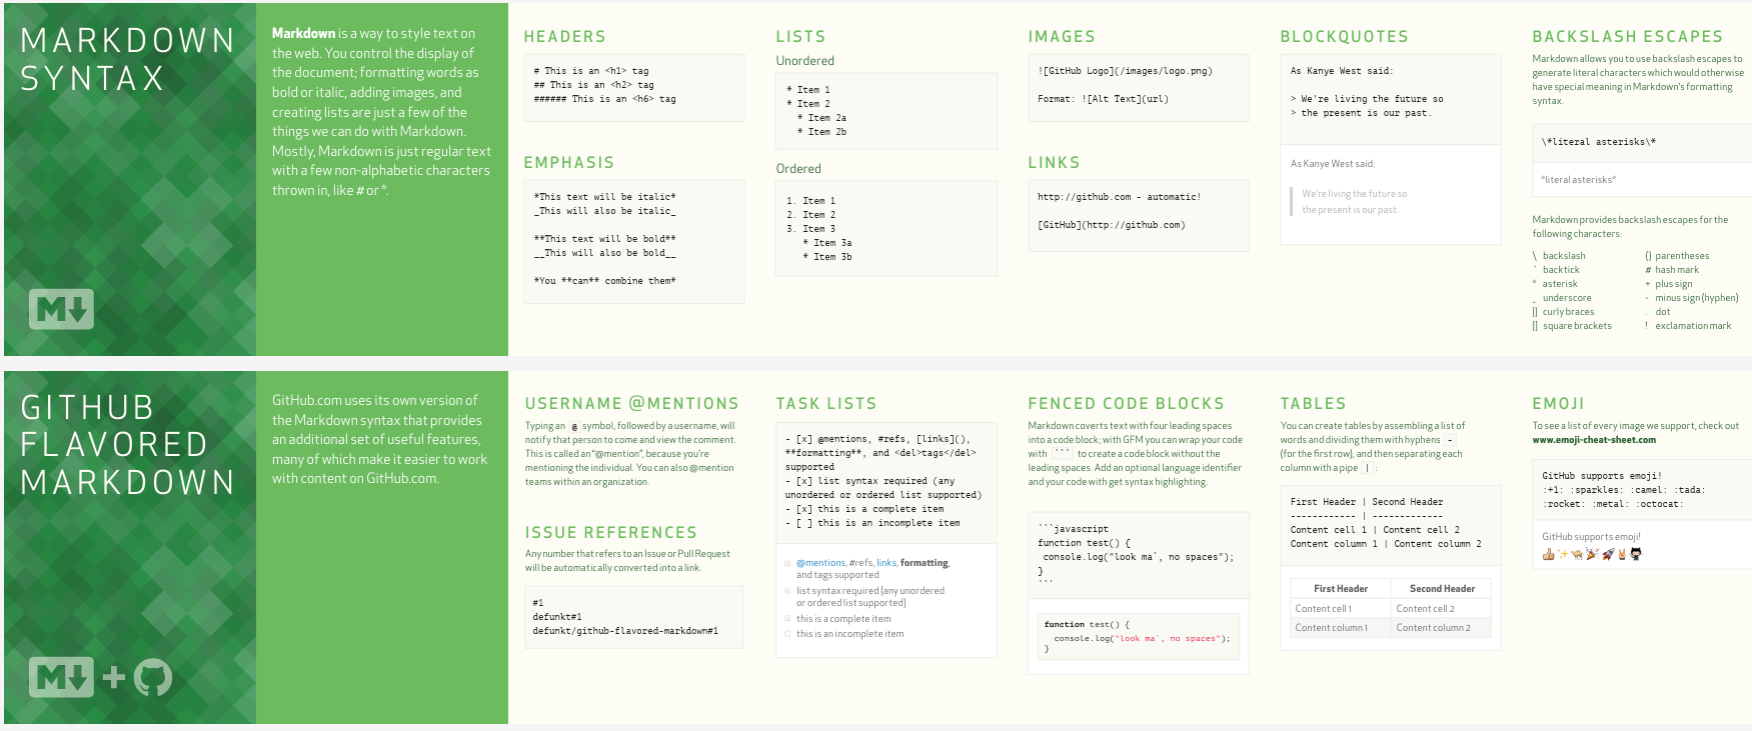 MARKDOWN
SYNTAX
Markdown is a way to style text on
the web. You control the display of
the document; formatting words as
bold or italic, adding images, and
creating lists are just a few of the
things we can do with Markdown.
Mostly, Markdown is just regular text
with a few non-alphabetic characters
thrown in, like # or *.
HEADERS
# This is an <h1> tag
## This is an <h2> tag
###### This is an <h6> tag
EMPHASIS
*This text will be italic*
_This will also be italic_
**This text will be bold**
__This will also be bold__
*You **can** combine them*
LISTS
Unordered
* Item 1
* Item 2
  * Item 2a
  * Item 2b
Ordered
1. Item 1
2. Item 2
3. Item 3
   * Item 3a
   * Item 3b
IMAGES
![GitHub Logo](/images/logo.png)
Format: ![Alt Text](url)
LINKS
http://github.com - automatic!
[GitHub](http://github.com)
BLOCKQUOTES
As Kanye West said:
> We're living the future so
> the present is our past.
As Kanye West said:
We're living the future so
the present is our past.
BACKSLASH ESCAPES
Markdown allows you to use backslash escapes to
generate literal characters which would otherwise
have special meaning in Markdown's formatting
syntax.
\*literal asterisks\*
*literal asterisks*
Markdown provides backslash escapes for the
following characters:
\ backslash
` backtick
* asterisk
_ underscore
{} curly braces
[] square brackets
() parentheses
# hash mark
+ plus sign
- minus sign (hyphen)
. dot
! exclamation mark
M
GITHUB
FLAVORED
MARKDOWN
GitHub.com uses its own version of
the Markdown syntax that provides
an additional set of useful features,
many of which make it easier to work
with content on GitHub.com.
USERNAME @MENTIONS
Typing an @ symbol, followed by a username, will
notify that person to come and view the comment.
This is called an "@mention", because you're
mentioning the individual. You can also @mention
teams within an organization.
ISSUE REFERENCES
Any number that refers to an Issue or Pull Request
will be automatically converted into a link.
#1
defunkt#1
defunkt/github-flavored-markdown#1
TASK LISTS
- [x] @mentions, #refs, [links](),
**formatting**, and <del>tags</del>
supported
- [x] list syntax required (any
unordered or ordered list supported)
- [x] this is a complete item
- [ ] this is an incomplete item
@mentions, #refs, links, formatting,
and tags supported
list syntax required (any unordered
or ordered list supported)
this is a complete item
this is an incomplete item
FENCED CODE BLOCKS
Markdown coverts text with four leading spaces
into a code block; with GFM you can wrap your code
with ``` to create a code block without the
leading spaces. Add an optional language identifier
and your code with get syntax highlighting.
```javascript
function test() {
 console.log("look ma`, no spaces");
}
```
function test() {
  console.log("look ma`, no spaces");
}
TABLES
You can create tables by assembling a list of
words and dividing them with hyphens -
(for the first row), and then separating each
column with a pipe | :
First Header | Second Header
------------ | -------------
Content cell 1 | Content cell 2
Content column 1 | Content column 2
First Header Second Header
Content cell 1 Content cell 2
Content column 1 Content column 2
EMOJI
To see a list of every image we support, check out
www.emoji-cheat-sheet.com
GitHub supports emoji!
:+1: :sparkles: :camel: :tada:
:rocket: :metal: :octocat:
GitHub supports emoji!
👍✨🐫🎉🚀🤘
M +